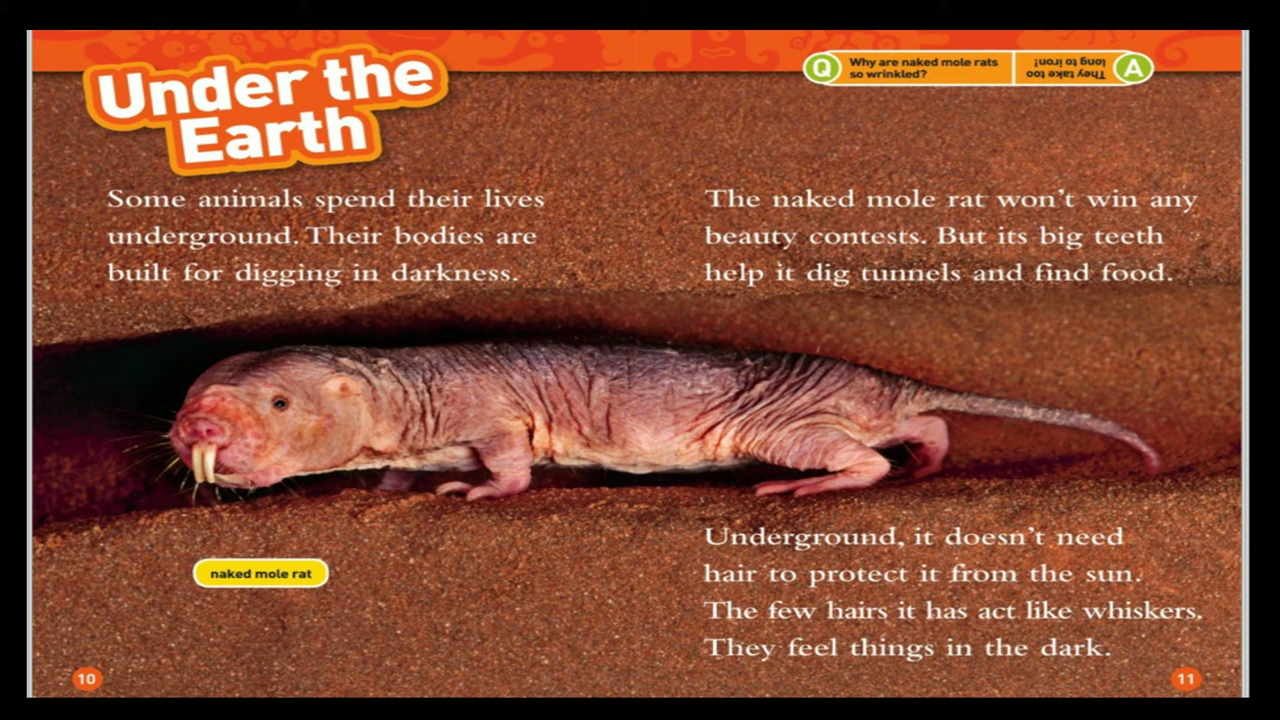 Under the
Earth
Some animals spend their lives
underground. Their bodies are
built for digging in darkness.
naked mole rat
10
Q
Why are naked mole rats
so wrinkled?
They take too
long to iron!
A
The naked mole rat won't win any
beauty contests. But its big teeth
help it dig tunnels and find food.
Underground, it doesn't need
hair to protect it from the sun.
The few hairs it has act like whiskers.
They feel things in the dark.
11